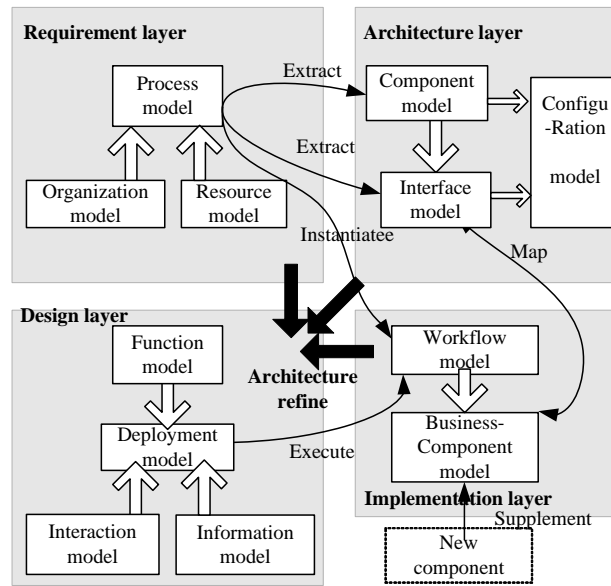 Requirement layer
Process
model
Organization
model
Resource
model
Extract
Extract
Instantiatee
Architecture layer
Component
model
Interface
model
Configu
-Ration
model
Map
Design layer
Function
model
Deployment
model
Interaction
model
Information
model
Architecture
refine
Execute
Workflow
model
Business-
Component
model
Implementation layer
Supplement
New
component